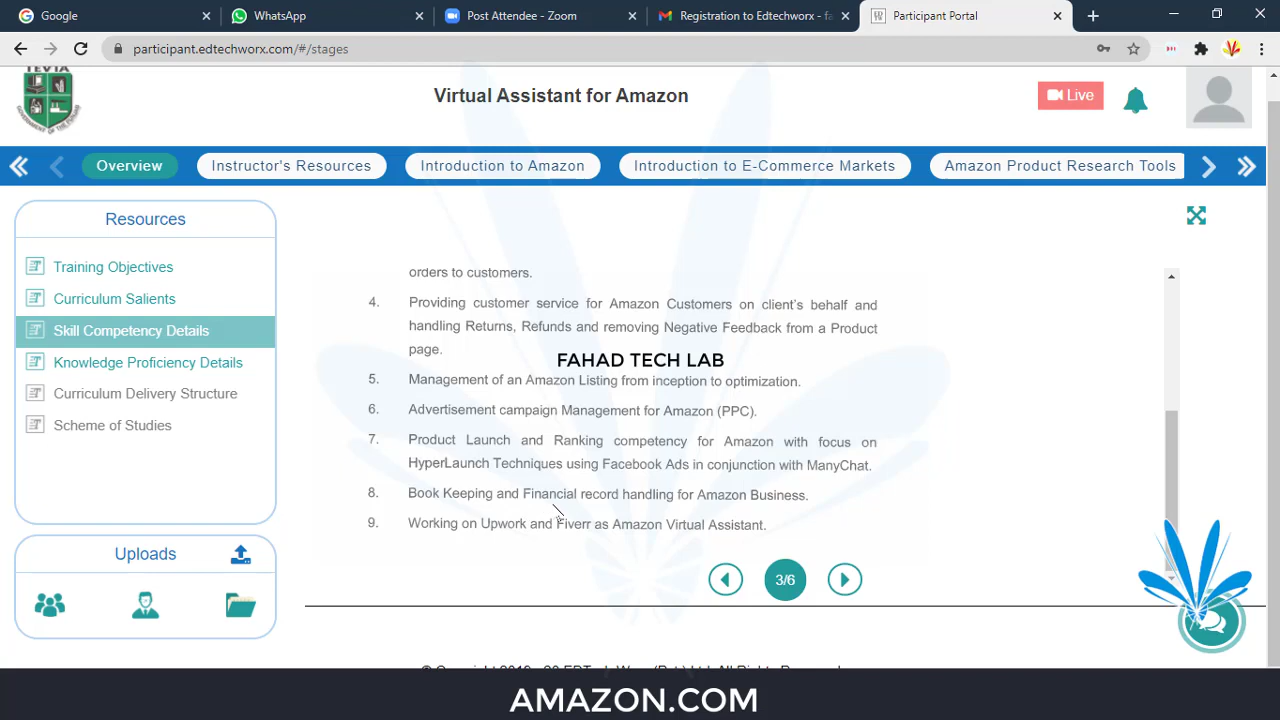 Google
WhatsApp
Post Attendee - Zoom
Registration to Edtechworx - fa
Participant Portal
participant.edtechworx.com/#/stages
TEVTA
Virtual Assistant for Amazon
Live
Overview
Instructor's Resources
Introduction to Amazon
Introduction to E-Commerce Markets
Amazon Product Research Tools
Resources
Training Objectives
Curriculum Salients
Skill Competency Details
Knowledge Proficiency Details
Curriculum Delivery Structure
Scheme of Studies
Uploads
orders to customers.
4. Providing customer service for Amazon Customers on client's behalf and
handling Returns, Refunds and removing Negative Feedback from a Product
page.
FAHAD TECH LAB
5. Management of an Amazon Listing from inception to optimization.
6. Advertisement campaign Management for Amazon (PPC).
7. Product Launch and Ranking competency for Amazon with focus on
HyperLaunch Techniques using Facebook Ads in conjunction with ManyChat.
8. Book Keeping and Financial record handling for Amazon Business.
9. Working on Upwork and Fiverr as Amazon Virtual Assistant.
3/6
AMAZON.COM